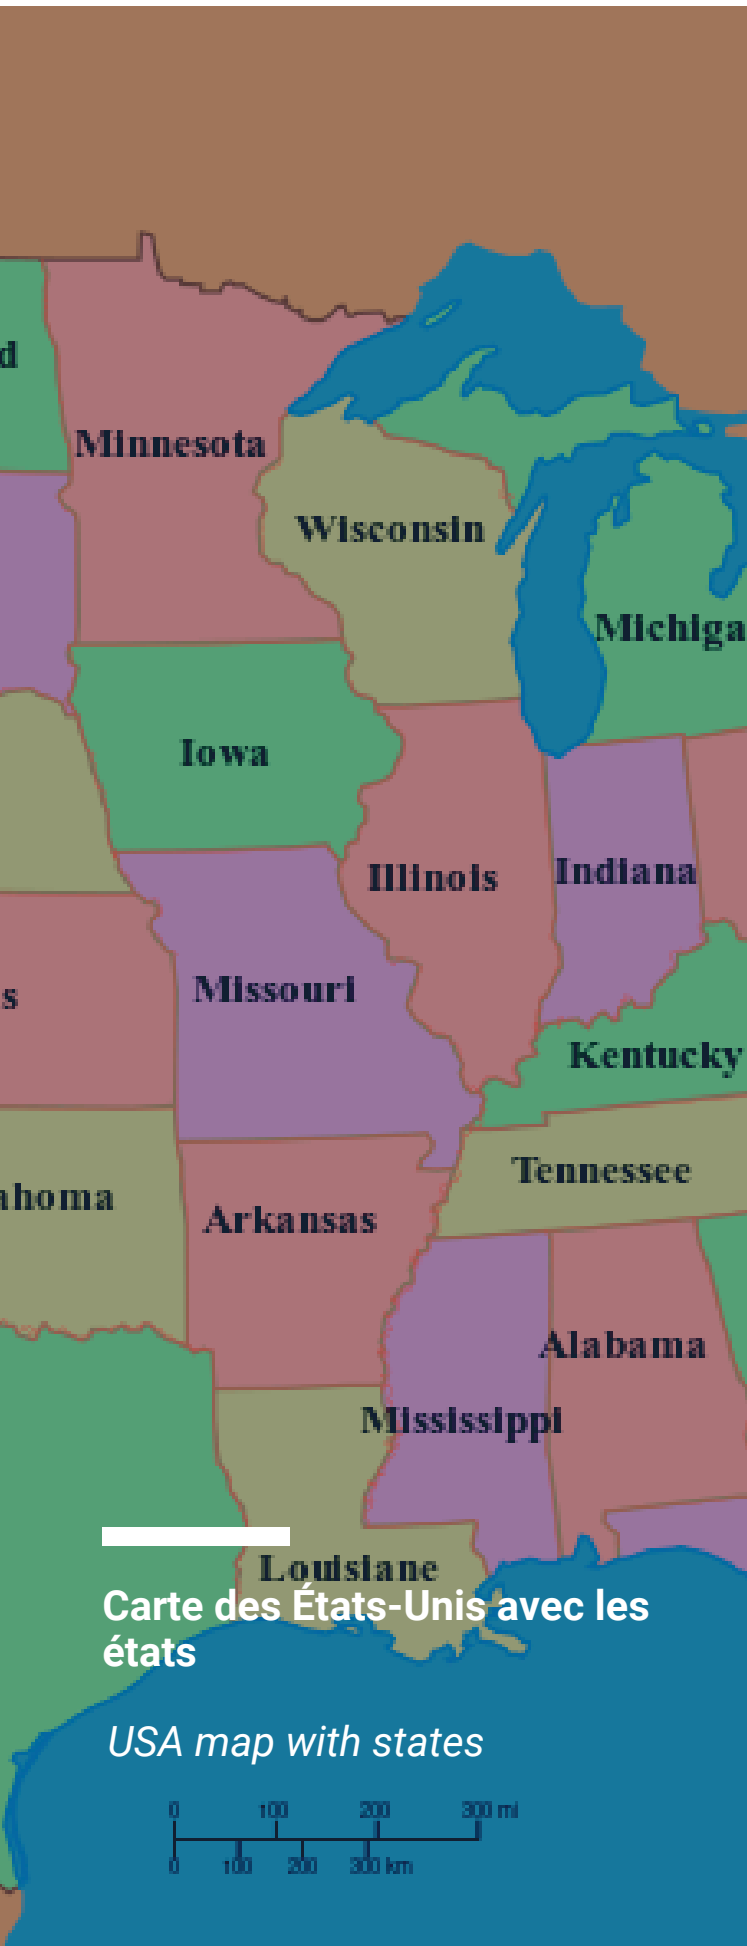 d
Minnesota
Wisconsin
Michiga
Iowa
Illinois
Indiana
s
Missouri
Kentucky
Tennessee
ahoma
Arkansas
Alabama
Mississippi
Louisiane
Carte des États-Unis avec les
états
USA map with states
0 100 200 300 mi
0 100 200 300 km